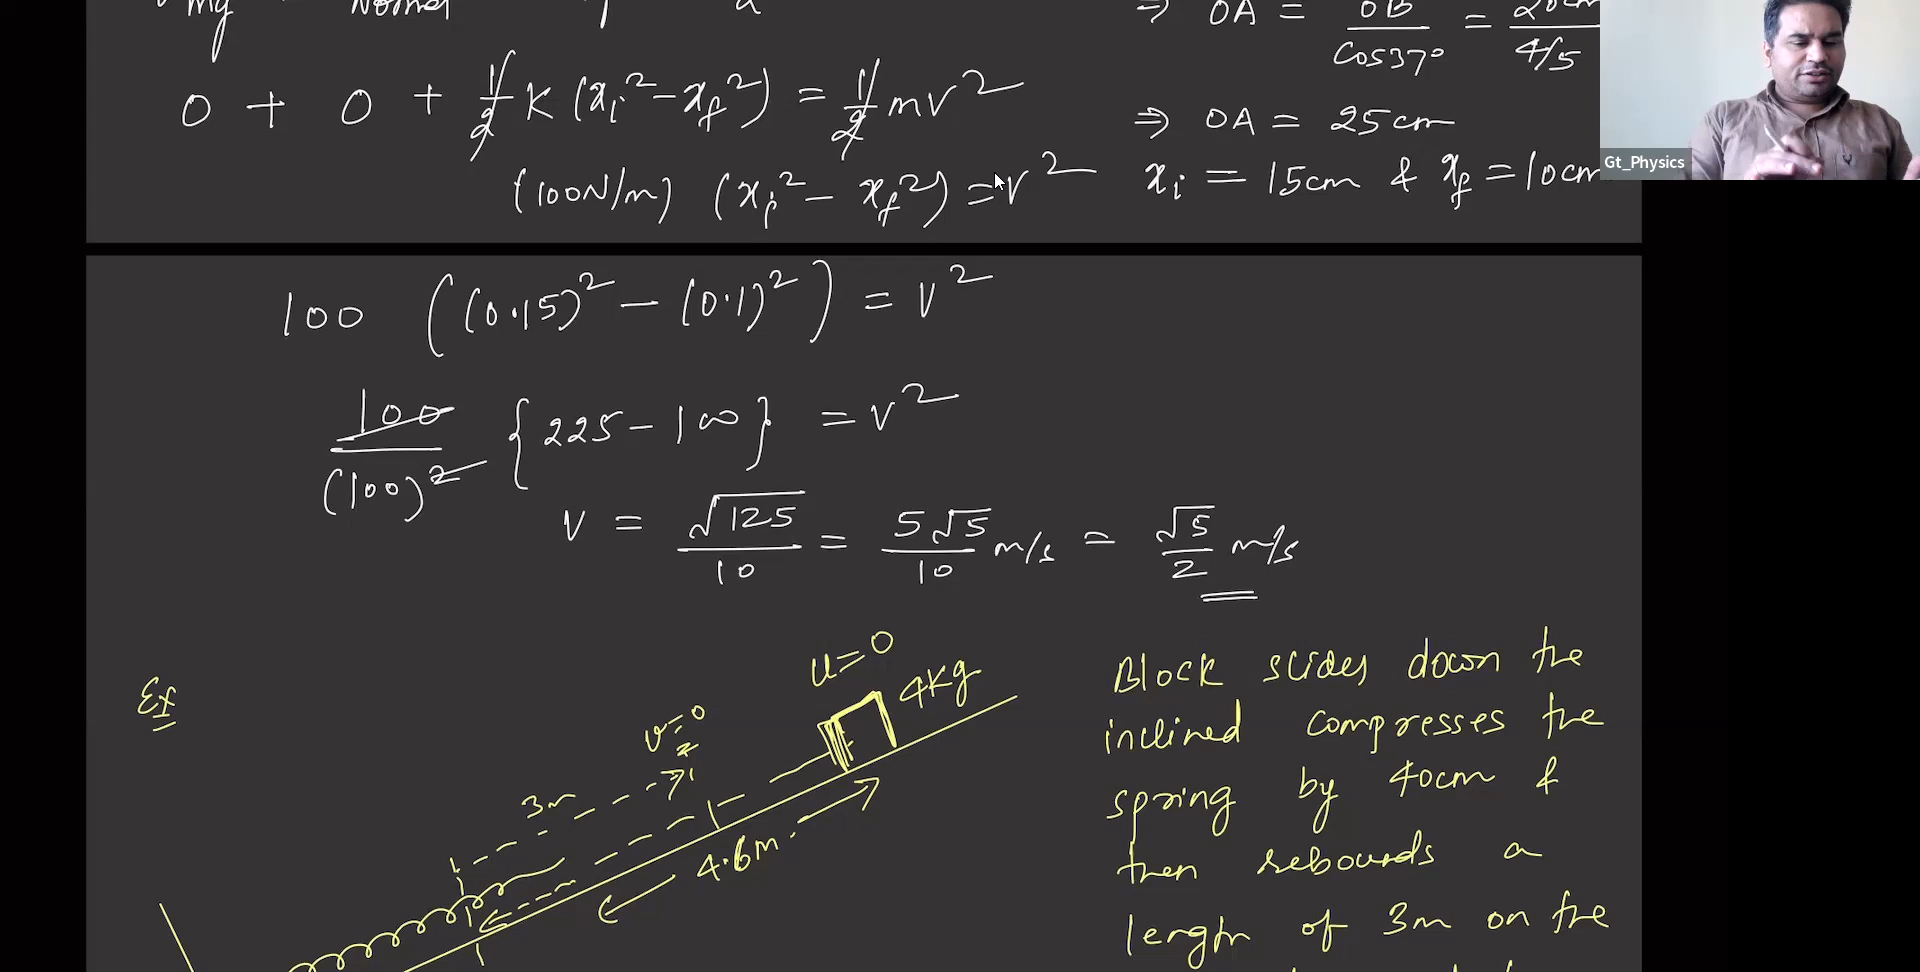 mg Normal
⇒ OA = OB/cos37° = 20cm/(4/5)
0 + 0 + 1/2 K (xi² - xf²) = 1/2 mv²
⇒ OA = 25cm
Gt_Physics
(100N/m) (xi² - xf²) = v²
xi = 15cm & xf = 10cm
100 ((0.15)² - (0.1)²) = v²
100/(100)² {225 - 100} = v²
v = √125/10 = 5√5/10 m/s = √5/2 m/s
Ex
u=0
4Kg
v=0
3m
4.6m
Block slides down the
inclined compresses the
spring by 40cm &
then rebounds a
length of 3m on the